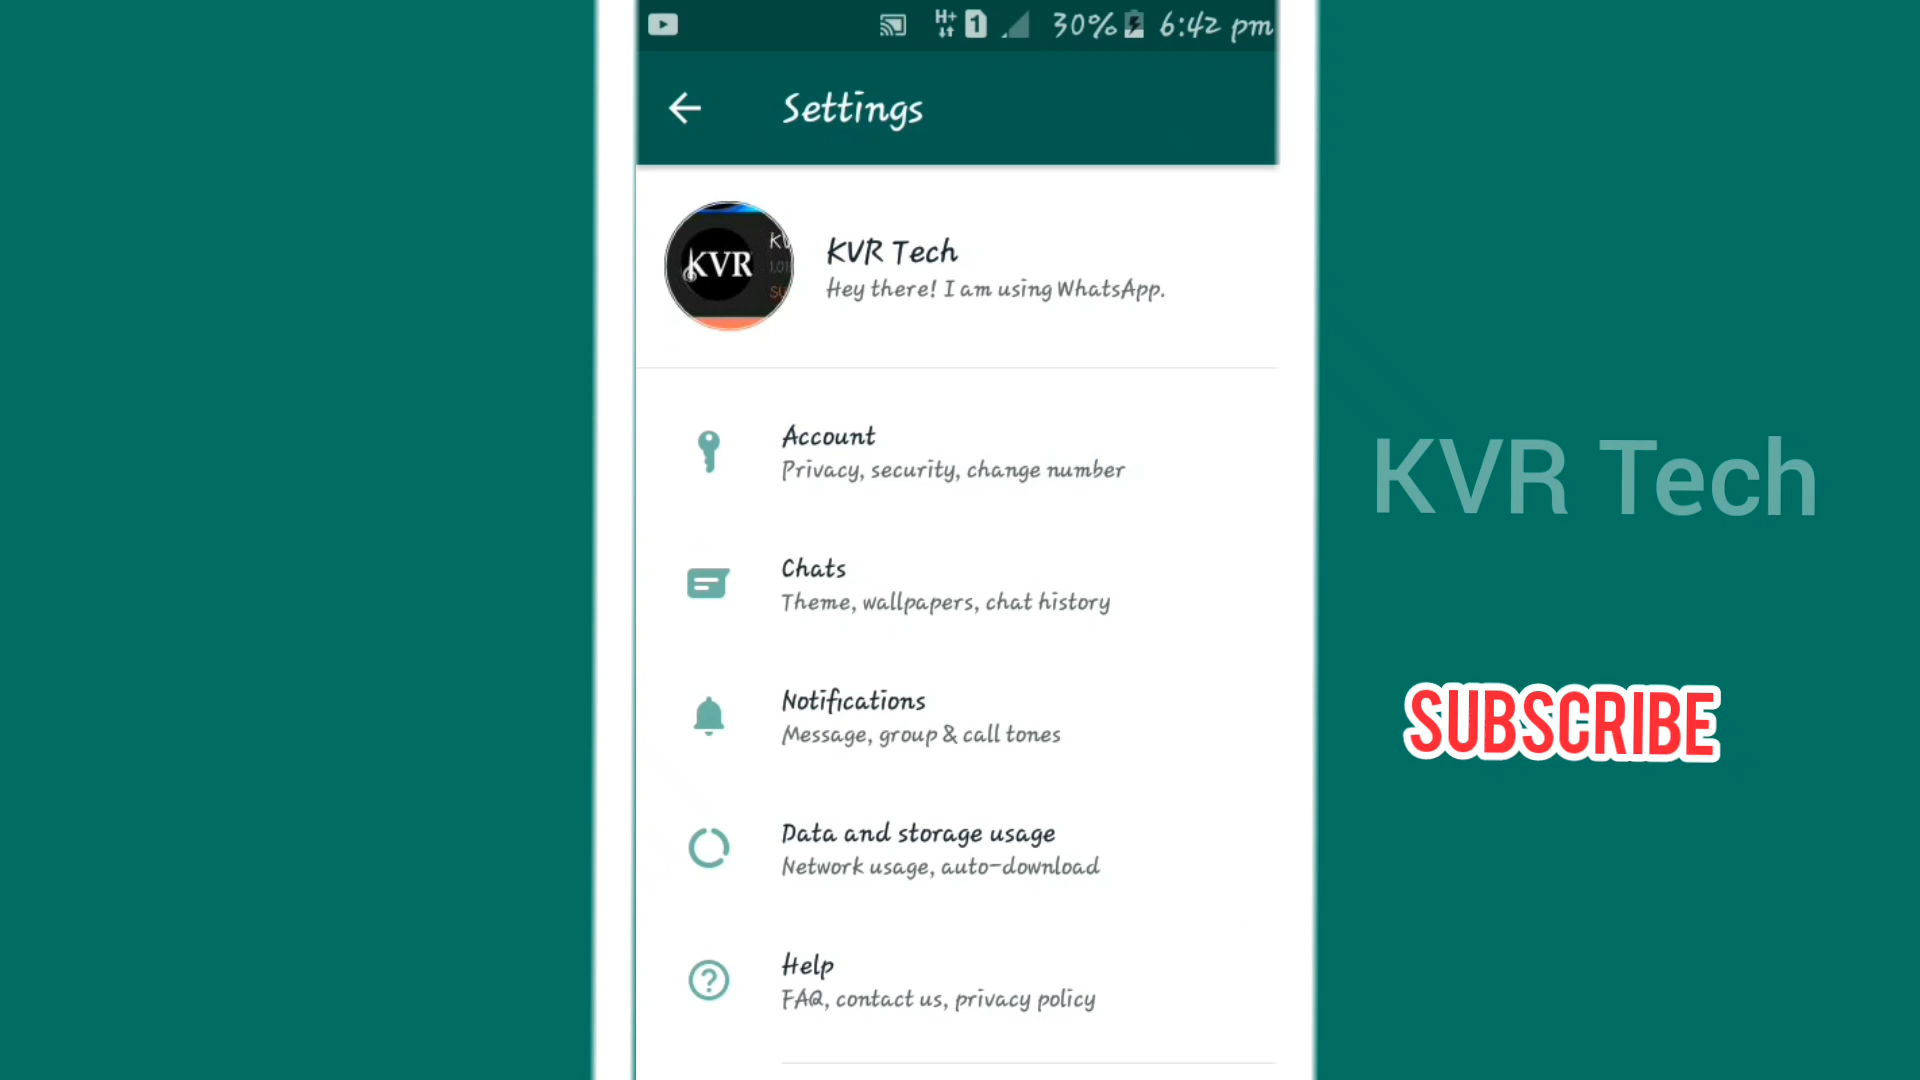 H+ 1 30% 6:42 pm
Settings
KVR
KVR Tech
Hey there! I am using WhatsApp.
Account
Privacy, security, change number
Chats
Theme, wallpapers, chat history
KVR Tech
Notifications
Message, group & call tones
SUBSCRIBE
Data and storage usage
Network usage, auto-download
Help
FAQ, contact us, privacy policy